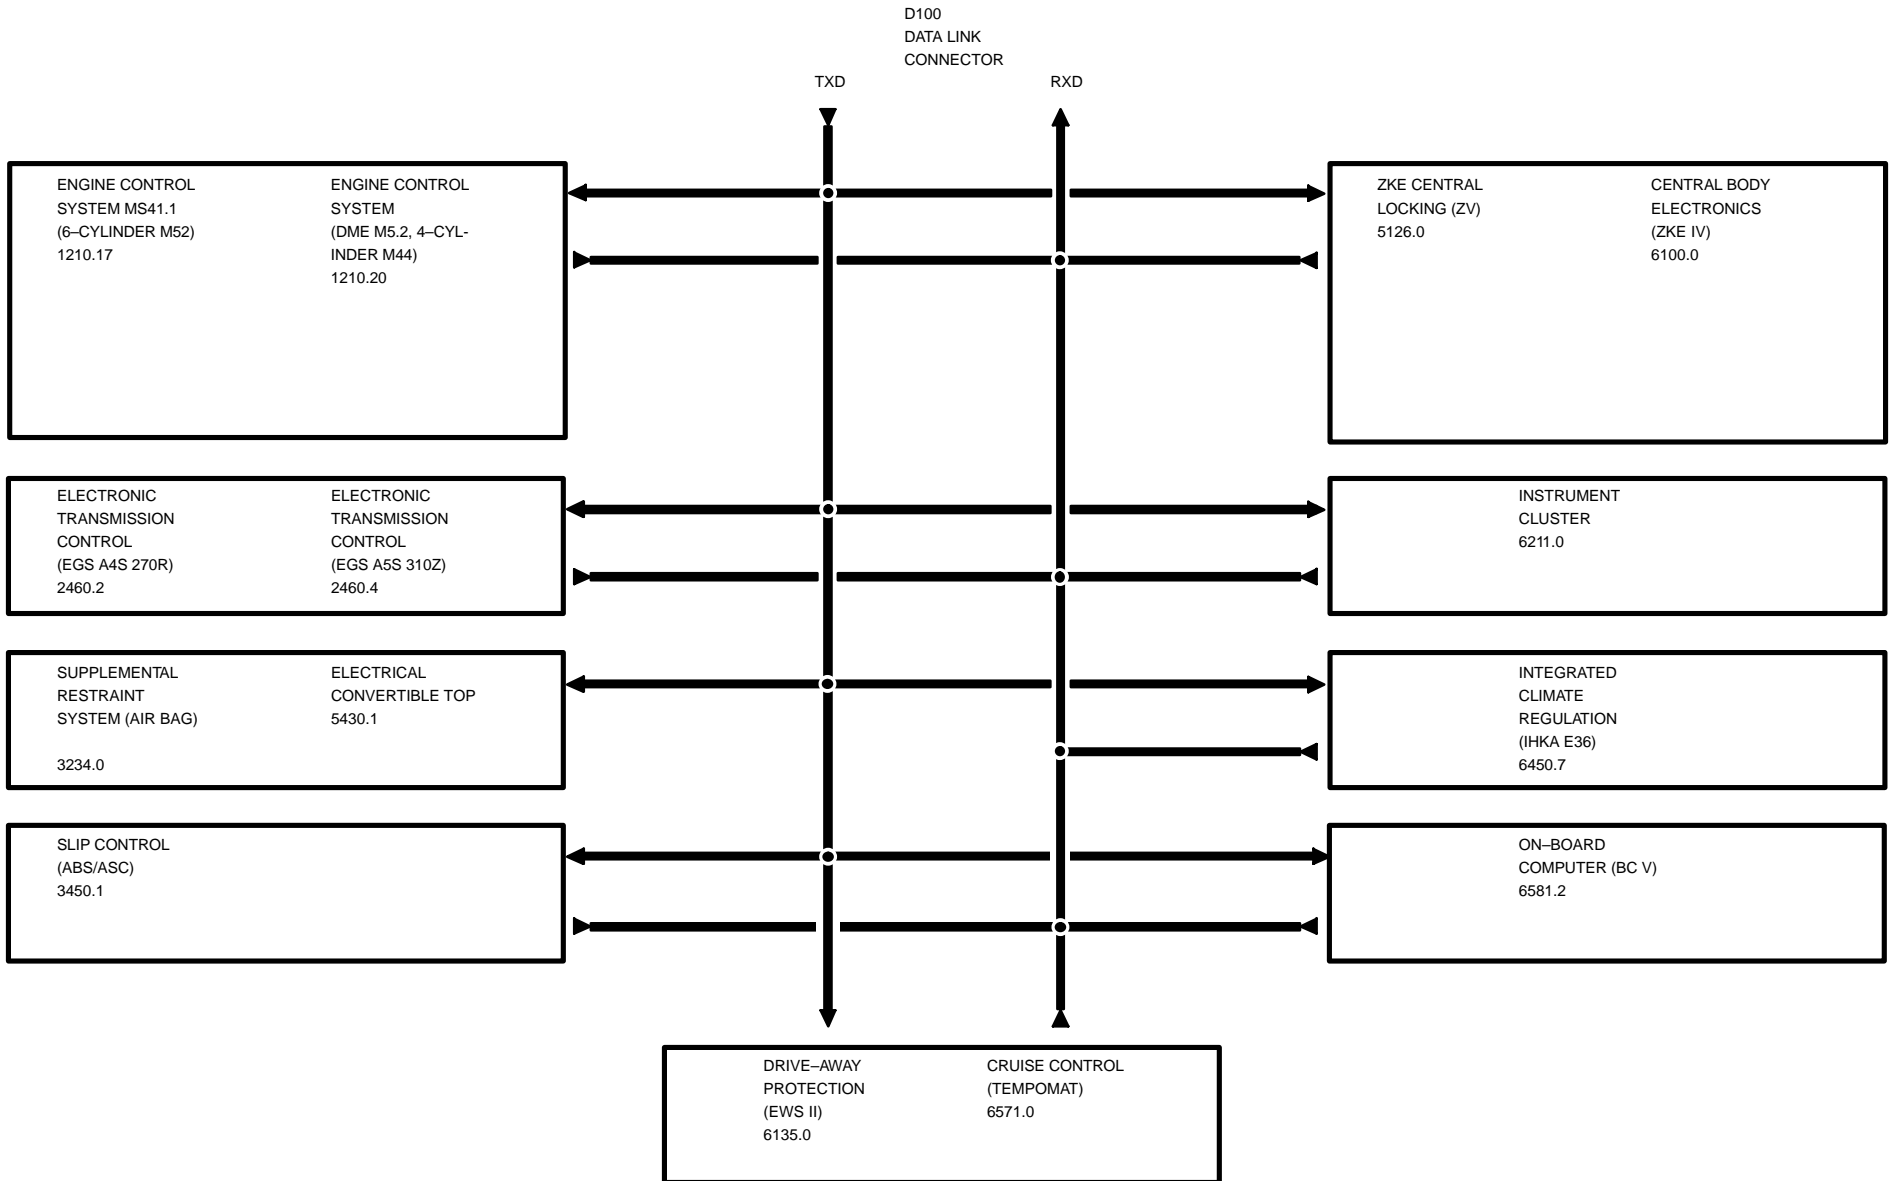 D100
DATA LINK
CONNECTOR
TXD
RXD
ENGINE CONTROL
SYSTEM MS41.1
(6–CYLINDER M52)
1210.17
ENGINE CONTROL
SYSTEM
(DME M5.2, 4–CYL-
INDER M44)
1210.20
ZKE CENTRAL
LOCKING (ZV)
5126.0
CENTRAL BODY
ELECTRONICS
(ZKE IV)
6100.0
ELECTRONIC
TRANSMISSION
CONTROL
(EGS A4S 270R)
2460.2
ELECTRONIC
TRANSMISSION
CONTROL
(EGS A5S 310Z)
2460.4
INSTRUMENT
CLUSTER
6211.0
SUPPLEMENTAL
RESTRAINT
SYSTEM (AIR BAG)
3234.0
ELECTRICAL
CONVERTIBLE TOP
5430.1
INTEGRATED
CLIMATE
REGULATION
(IHKA E36)
6450.7
SLIP CONTROL
(ABS/ASC)
3450.1
ON–BOARD
COMPUTER (BC V)
6581.2
DRIVE–AWAY
PROTECTION
(EWS II)
6135.0
CRUISE CONTROL
(TEMPOMAT)
6571.0